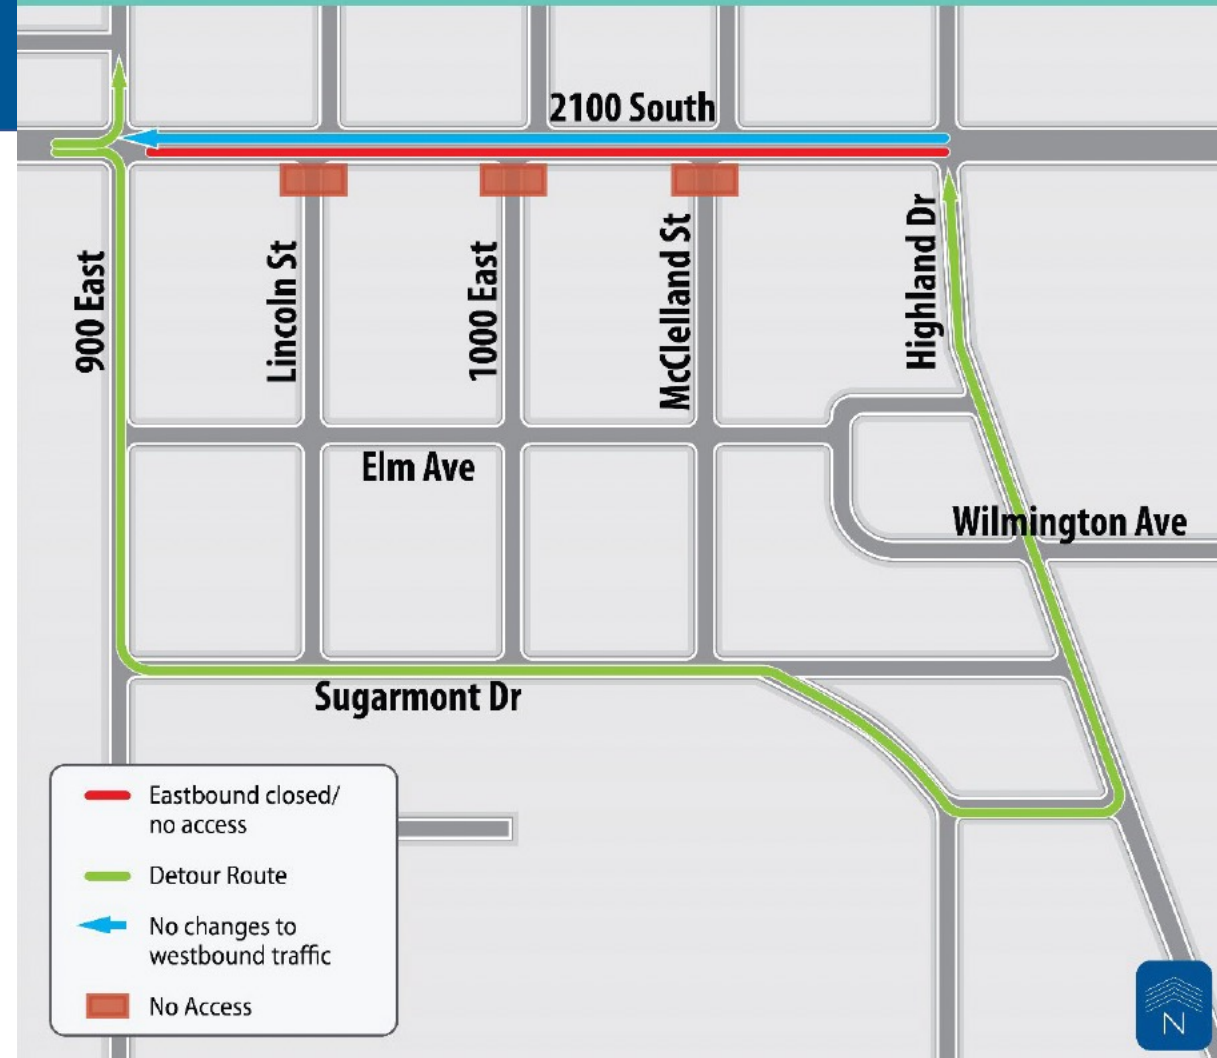 2100 South
900 East
Lincoln St
1000 East
McClelland St
Highland Dr
Elm Ave
Wilmington Ave
Sugarmont Dr
Eastbound closed/
no access
Detour Route
No changes to
westbound traffic
No Access
N